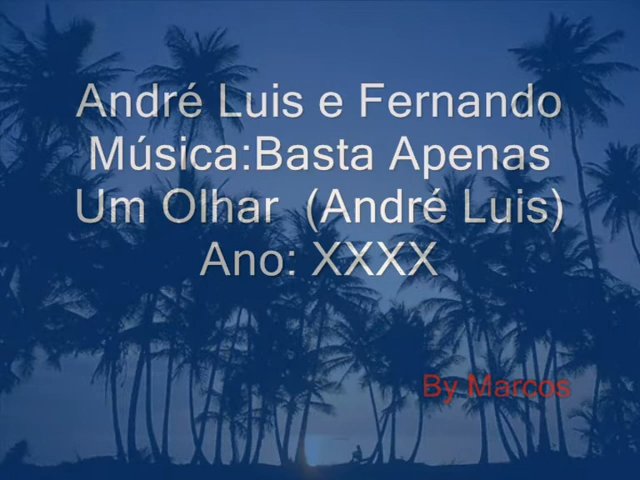 André Luis e Fernando
Música:Basta Apenas
Um Olhar  (André Luis)
Ano: XXXX
By Marcos